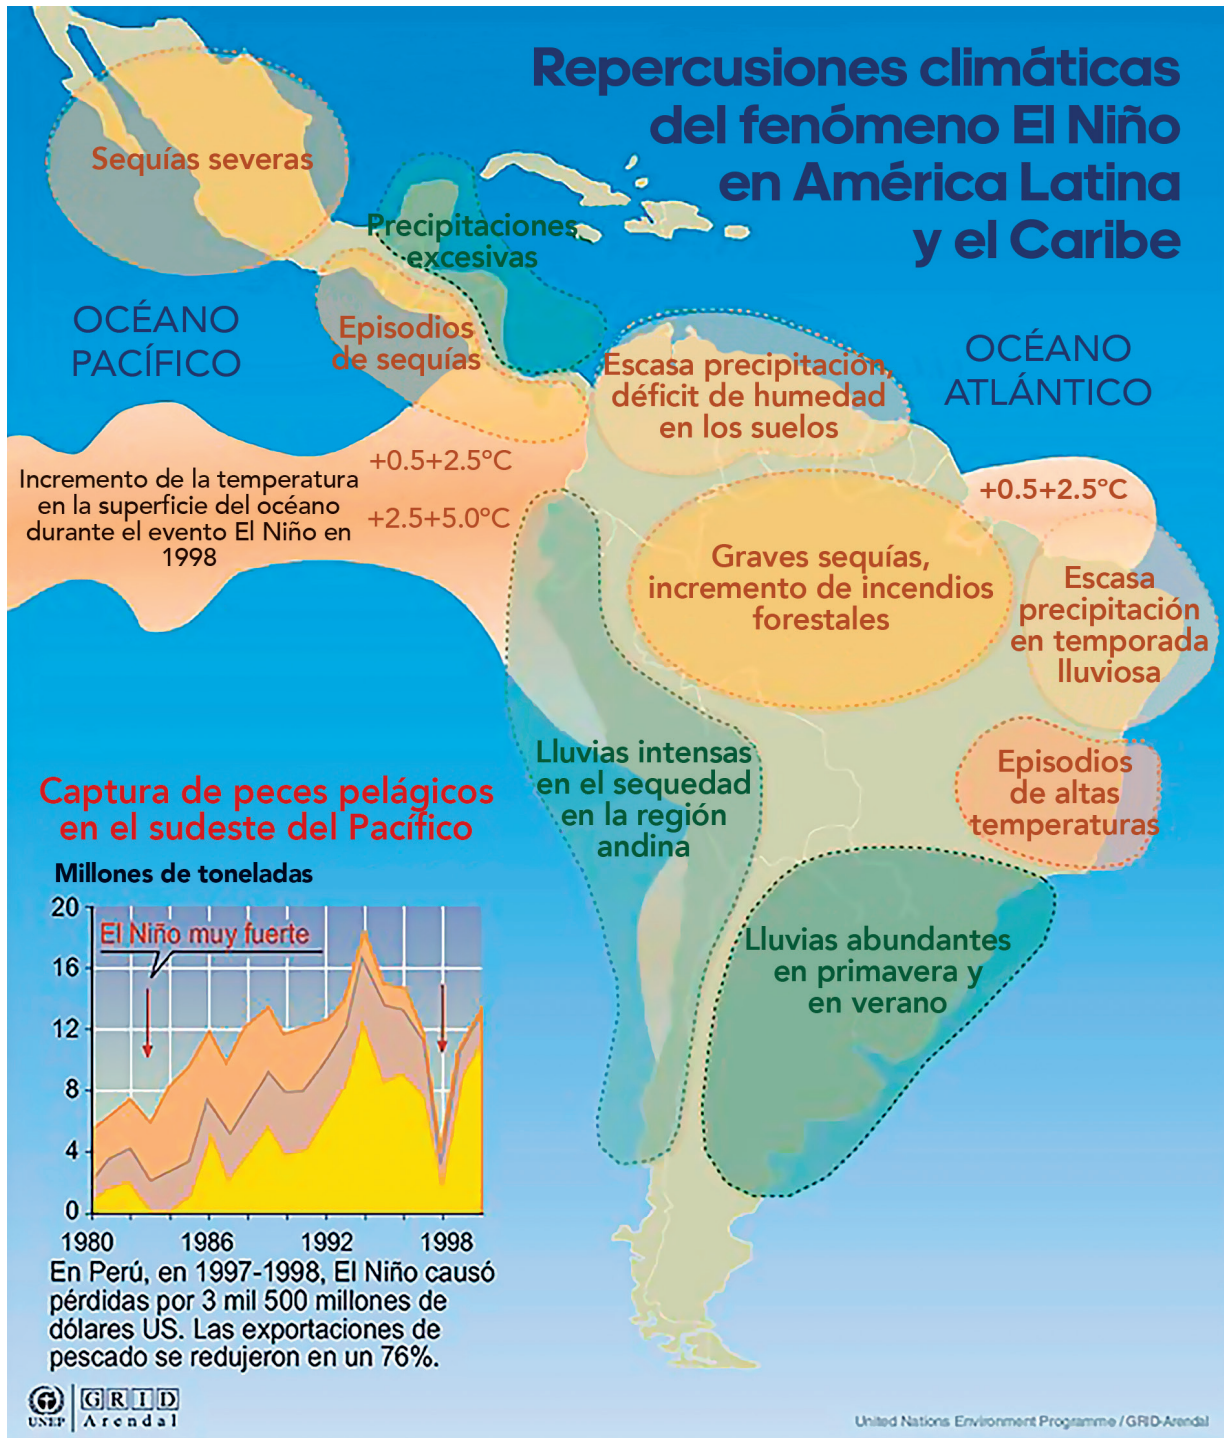 Repercusiones climáticas
del fenómeno El Niño
en América Latina
y el Caribe
Sequías severas
Precipitaciones
excesivas
OCÉANO
PACÍFICO
Episodios
de sequías
OCÉANO
ATLÁNTICO
Escasa precipitación,
déficit de humedad
en los suelos
+0.5+2.5ºC
+2.5+5.0ºC
Incremento de la temperatura
en la superficie del océano
durante el evento El Niño en
1998
+0.5+2.5ºC
Graves sequías,
incremento de incendios
forestales
Escasa
precipitación
en temporada
lluviosa
Lluvias intensas
en el sequedad
en la región
andina
Episodios
de altas
temperaturas
Lluvias abundantes
en primavera y
en verano
Captura de peces pelágicos
en el sudeste del Pacífico
Millones de toneladas
20
El Niño muy fuerte
16
12
8
4
0
1980 1986 1992 1998
En Perú, en 1997-1998, El Niño causó
pérdidas por 3 mil 500 millones de
dólares US. Las exportaciones de
pescado se redujeron en un 76%.
UNEP
GRID
Arendal
United Nations Environment Programme / GRID-Arendal